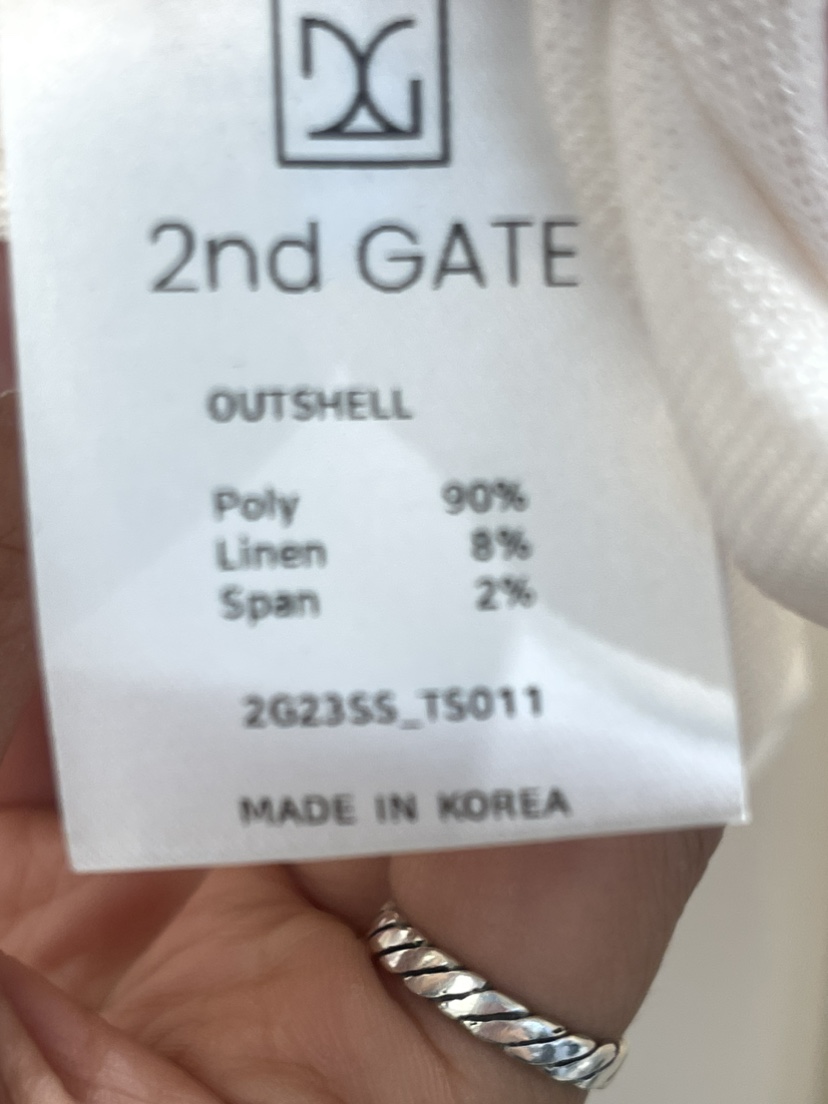 2nd GATE
OUTSHELL
Poly 90%
Linen 8%
Span 2%
2G23SS_TS011
MADE IN KOREA